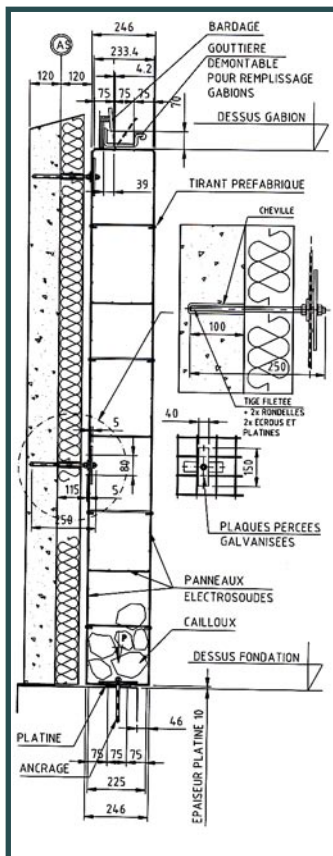 246
BARDAGE
AS
233.4
GOUTTIERE
DEMONTABLE
POUR REMPLISSAGE
GABIONS
4.2
120
120
75
75
75
70
DESSUS GABION
39
TIRANT PREFABRIQUE
CHEVILLE
100
250
TIGE FILETEE
+ 2x RONDELLES
2x ECROUS ET
PLATINES
40
5
80
150
115
5
250
PLAQUES PERCEES
GALVANISÉES
PANNEAUX
ELECTROSOUDES
CAILLOUX
P
DESSUS FONDATION
PLATINE
46
75
75
75
ANCRAGE
225
246
EPAISEUR PLATINE 10